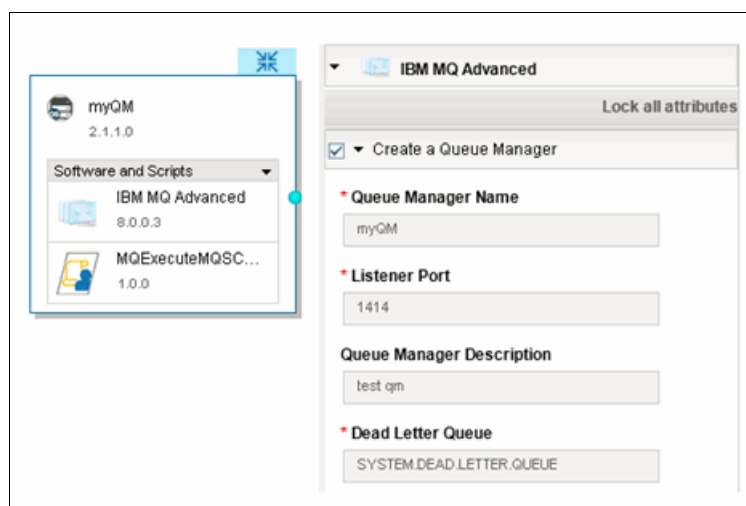 myQM
2.1.1.0
Software and Scripts
IBM MQ Advanced
8.0.0.3
MQExecuteMQSC...
1.0.0
IBM MQ Advanced
Lock all attributes
Create a Queue Manager
* Queue Manager Name
myQM
* Listener Port
1414
Queue Manager Description
test qm
* Dead Letter Queue
SYSTEM.DEAD.LETTER.QUEUE